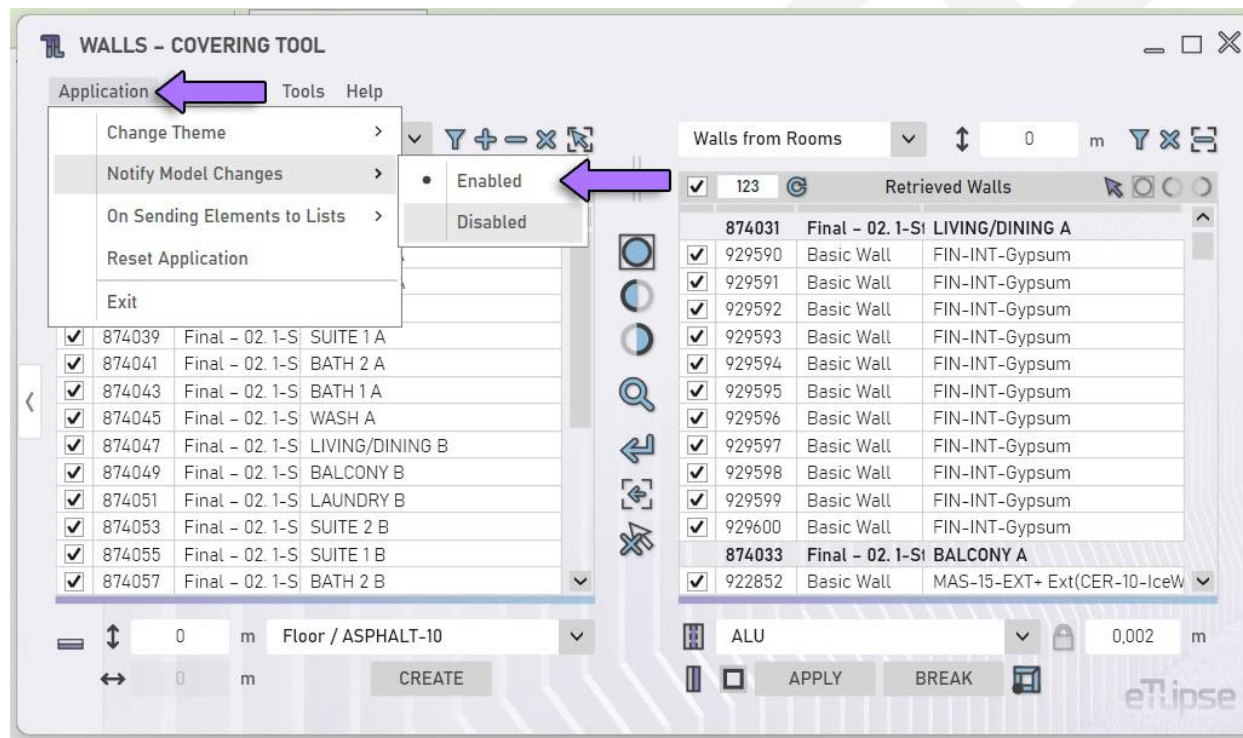 WALLS – COVERING TOOL
Application Tools Help
Change Theme
Notify Model Changes
On Sending Elements to Lists
Reset Application
Exit
Enabled
Disabled
874039 Final – 02. 1-S SUITE 1 A
874041 Final – 02. 1-S BATH 2 A
874043 Final – 02. 1-S BATH 1 A
874045 Final – 02. 1-S WASH A
874047 Final – 02. 1-S LIVING/DINING B
874049 Final – 02. 1-S BALCONY B
874051 Final – 02. 1-S LAUNDRY B
874053 Final – 02. 1-S SUITE 2 B
874055 Final – 02. 1-S SUITE 1 B
874057 Final – 02. 1-S BATH 2 B
0 m Floor / ASPHALT-10
0 m CREATE
Walls from Rooms 0 m
123 Retrieved Walls
874031 Final – 02. 1-St LIVING/DINING A
929590 Basic Wall FIN-INT-Gypsum
929591 Basic Wall FIN-INT-Gypsum
929592 Basic Wall FIN-INT-Gypsum
929593 Basic Wall FIN-INT-Gypsum
929594 Basic Wall FIN-INT-Gypsum
929595 Basic Wall FIN-INT-Gypsum
929596 Basic Wall FIN-INT-Gypsum
929597 Basic Wall FIN-INT-Gypsum
929598 Basic Wall FIN-INT-Gypsum
929599 Basic Wall FIN-INT-Gypsum
929600 Basic Wall FIN-INT-Gypsum
874033 Final – 02. 1-St BALCONY A
922852 Basic Wall MAS-15-EXT+ Ext(CER-10-IceW
ALU 0,002 m
APPLY BREAK
eTLipse